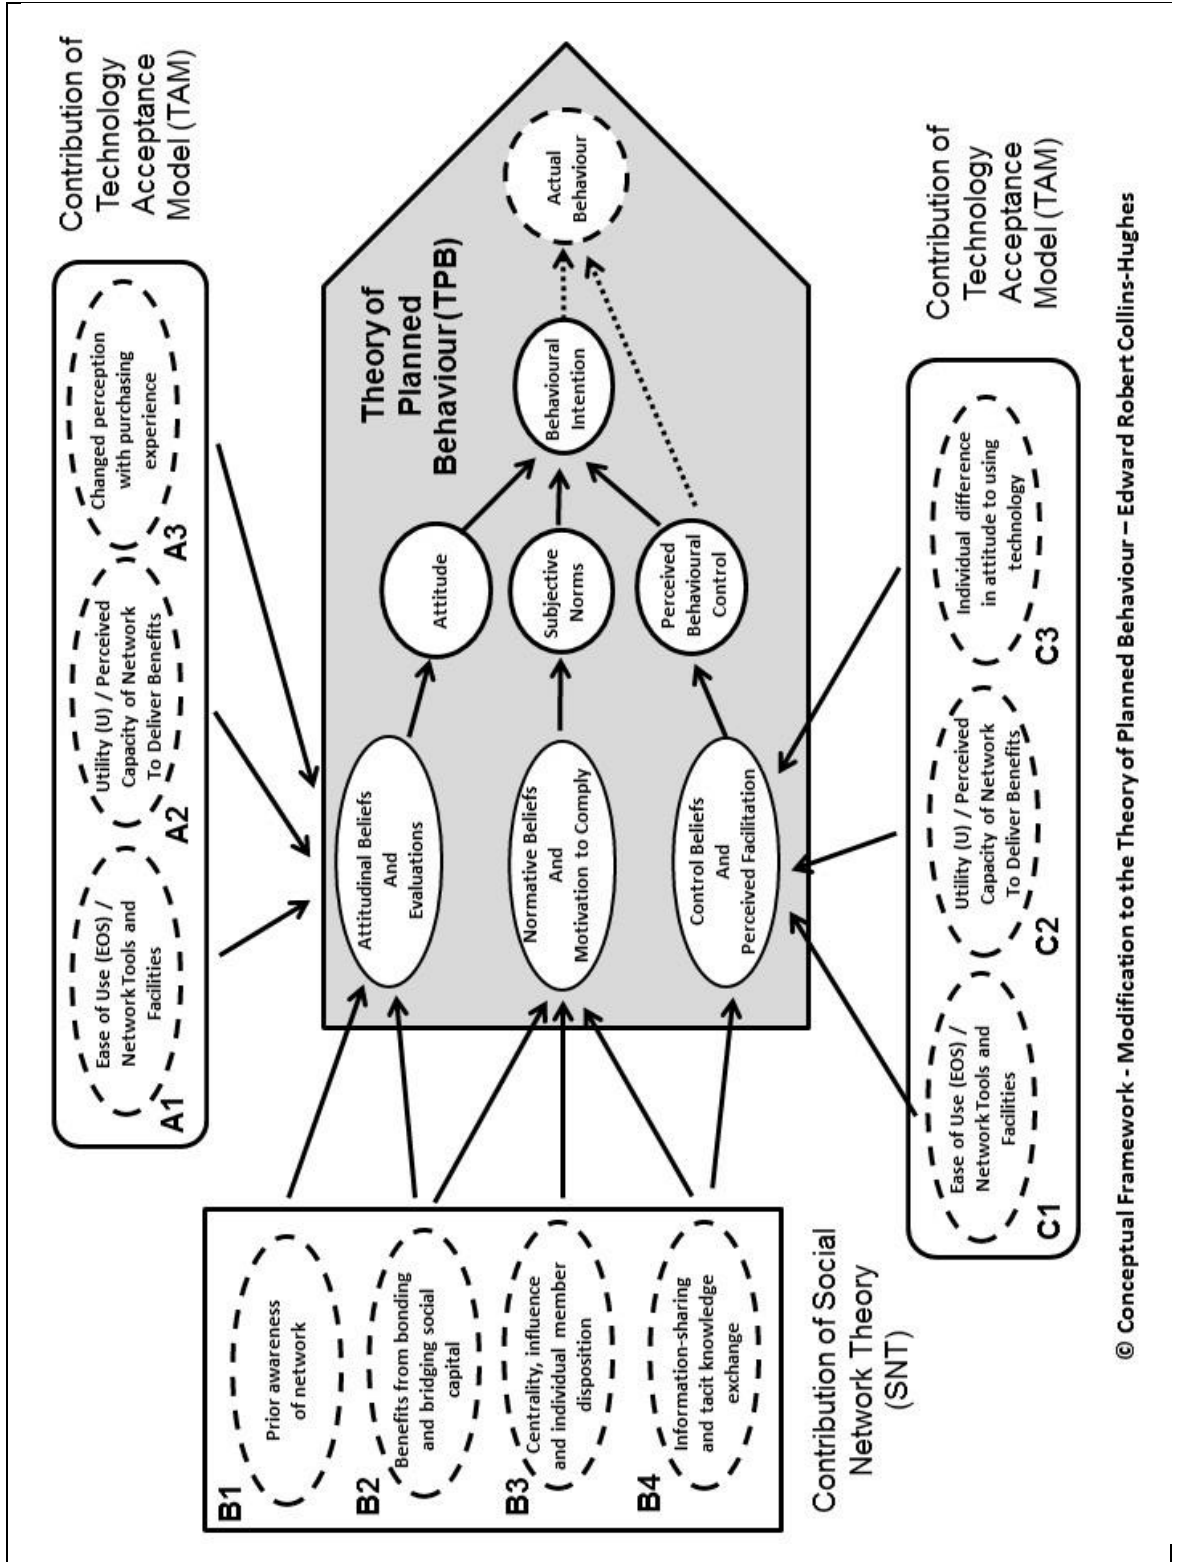 Contribution of
Technology
Acceptance
Model (TAM)
Ease of Use (EOS) /
Network Tools and
Facilities
A1
Utility (U) / Perceived
Capacity of Network
To Deliver Benefits
A2
Changed perception
with purchasing
experience
A3
Theory of
Planned
Behaviour (TPB)
Attitudinal Beliefs
And
Evaluations
Normative Beliefs
And
Motivation to Comply
Control Beliefs
And
Perceived Facilitation
Attitude
Subjective
Norms
Perceived
Behavioural
Control
Behavioural
Intention
Actual
Behaviour
B1
Prior awareness
of network
B2
Benefits from bonding
and bridging social
capital
B3
Centrality, influence
and individual member
disposition
B4
Information-sharing
and tacit knowledge
exchange
Contribution of Social
Network Theory
(SNT)
Ease of Use (EOS) /
Network Tools and
Facilities
C1
Utility (U) / Perceived
Capacity of Network
To Deliver Benefits
C2
Individual difference
in attitude to using
technology
C3
Contribution of
Technology
Acceptance
Model (TAM)
© Conceptual Framework - Modification to the Theory of Planned Behaviour – Edward Robert Collins-Hughes